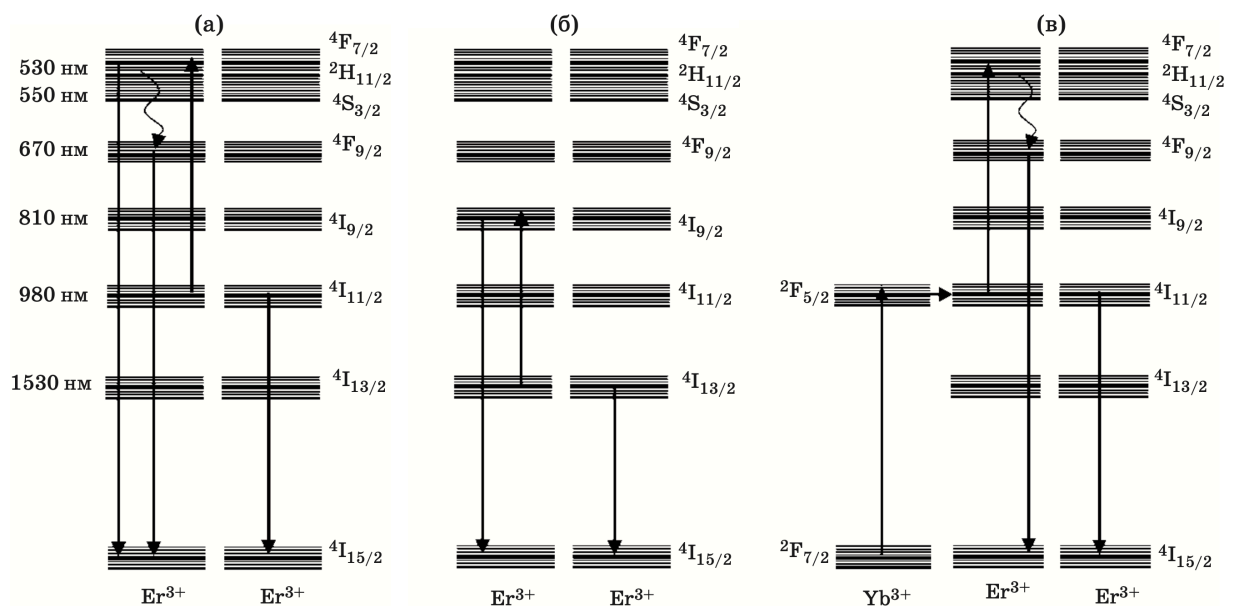 (а)
(б)
(в)
530 нм
550 нм
670 нм
810 нм
980 нм
1530 нм
⁴F₇/₂
²H₁₁/₂
⁴S₃/₂
⁴F₉/₂
⁴I₉/₂
⁴I₁₁/₂
⁴I₁₃/₂
⁴I₁₅/₂
Er³⁺
Er³⁺
⁴F₇/₂
²H₁₁/₂
⁴S₃/₂
⁴F₉/₂
⁴I₉/₂
⁴I₁₁/₂
⁴I₁₃/₂
⁴I₁₅/₂
Er³⁺
Er³⁺
²F₅/₂
²F₇/₂
⁴F₇/₂
²H₁₁/₂
⁴S₃/₂
⁴F₉/₂
⁴I₉/₂
⁴I₁₁/₂
⁴I₁₃/₂
⁴I₁₅/₂
Yb³⁺
Er³⁺
Er³⁺